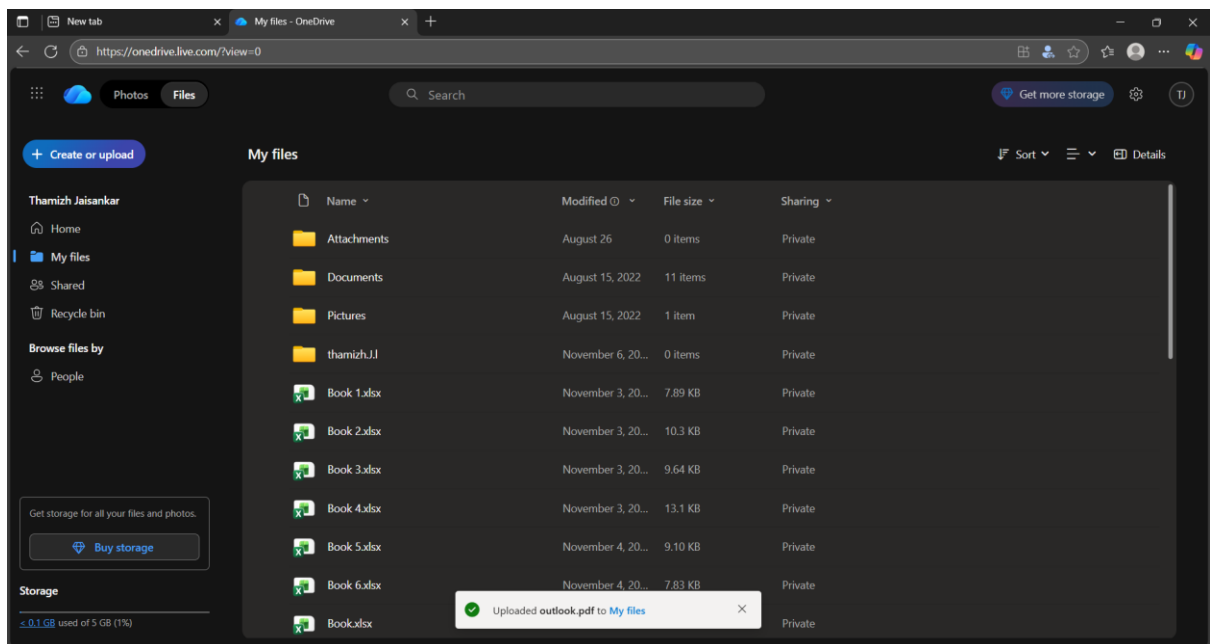 New tab
My files - OneDrive
https://onedrive.live.com/?view=0
Photos Files
Search
Get more storage
TJ
+ Create or upload
My files
Sort
Details
Thamizh Jaisankar
Home
My files
Shared
Recycle bin
Browse files by
People
Name Modified File size Sharing
Attachments August 26 0 items Private
Documents August 15, 2022 11 items Private
Pictures August 15, 2022 1 item Private
thamizh.J.l November 6, 20... 0 items Private
Book 1.xlsx November 3, 20... 7.89 KB Private
Book 2.xlsx November 3, 20... 10.3 KB Private
Book 3.xlsx November 3, 20... 9.64 KB Private
Book 4.xlsx November 3, 20... 13.1 KB Private
Book 5.xlsx November 4, 20... 9.10 KB Private
Book 6.xlsx November 4, 20... 7.83 KB Private
Book.xlsx Private
Uploaded outlook.pdf to My files
Get storage for all your files and photos.
Buy storage
Storage
< 0.1 GB used of 5 GB (1%)